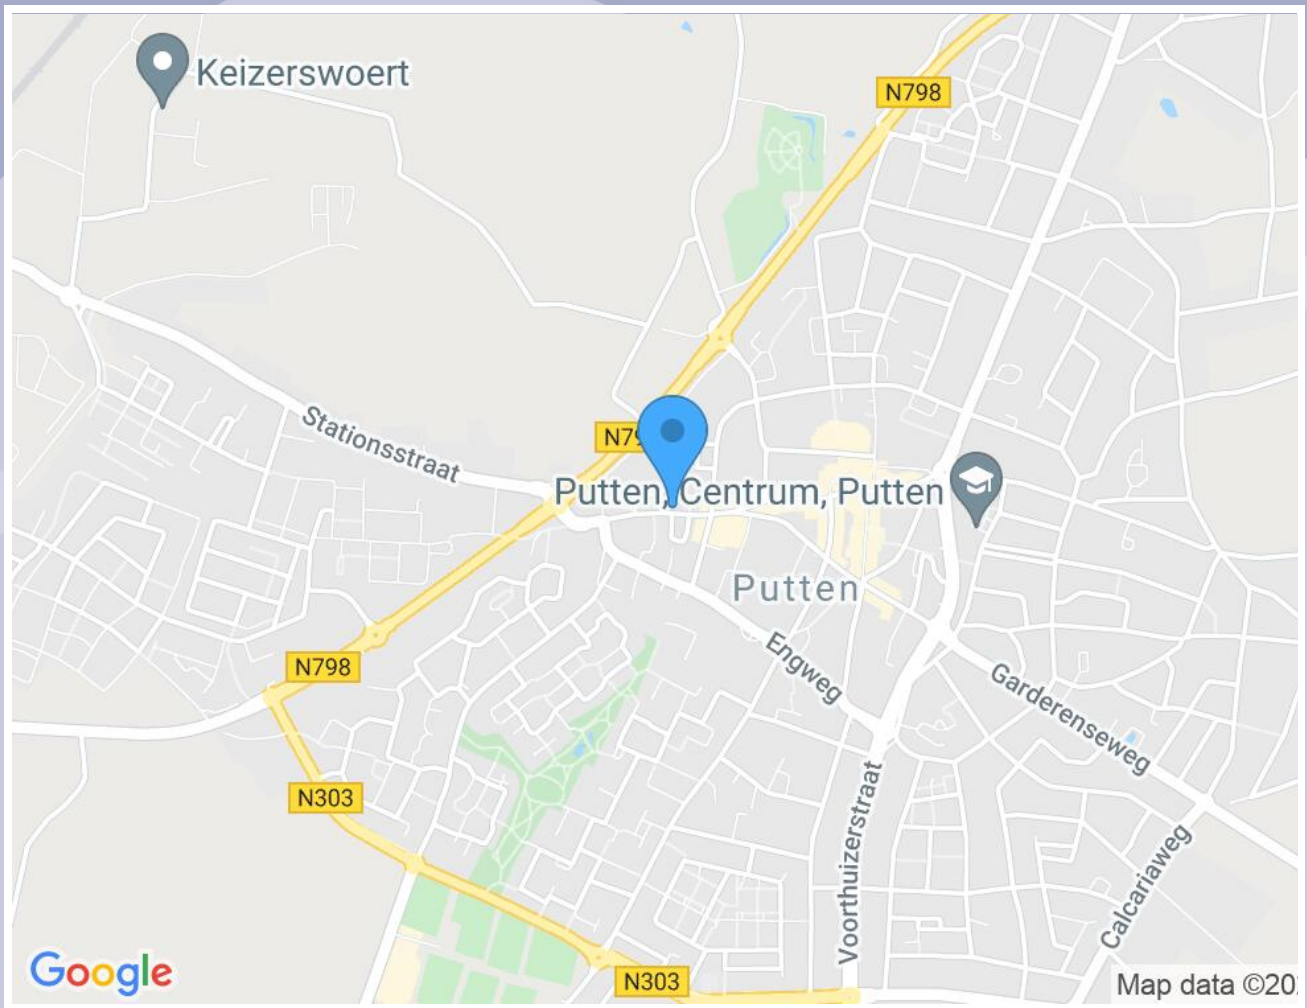 Keizerswoert
N798
Stationsstraat
Putten, Centrum, Putten
Putten
Engweg
N798
Garderenseweg
N303
Voorthuizerstraat
Calcariaweg
Google
N303
Map data ©20